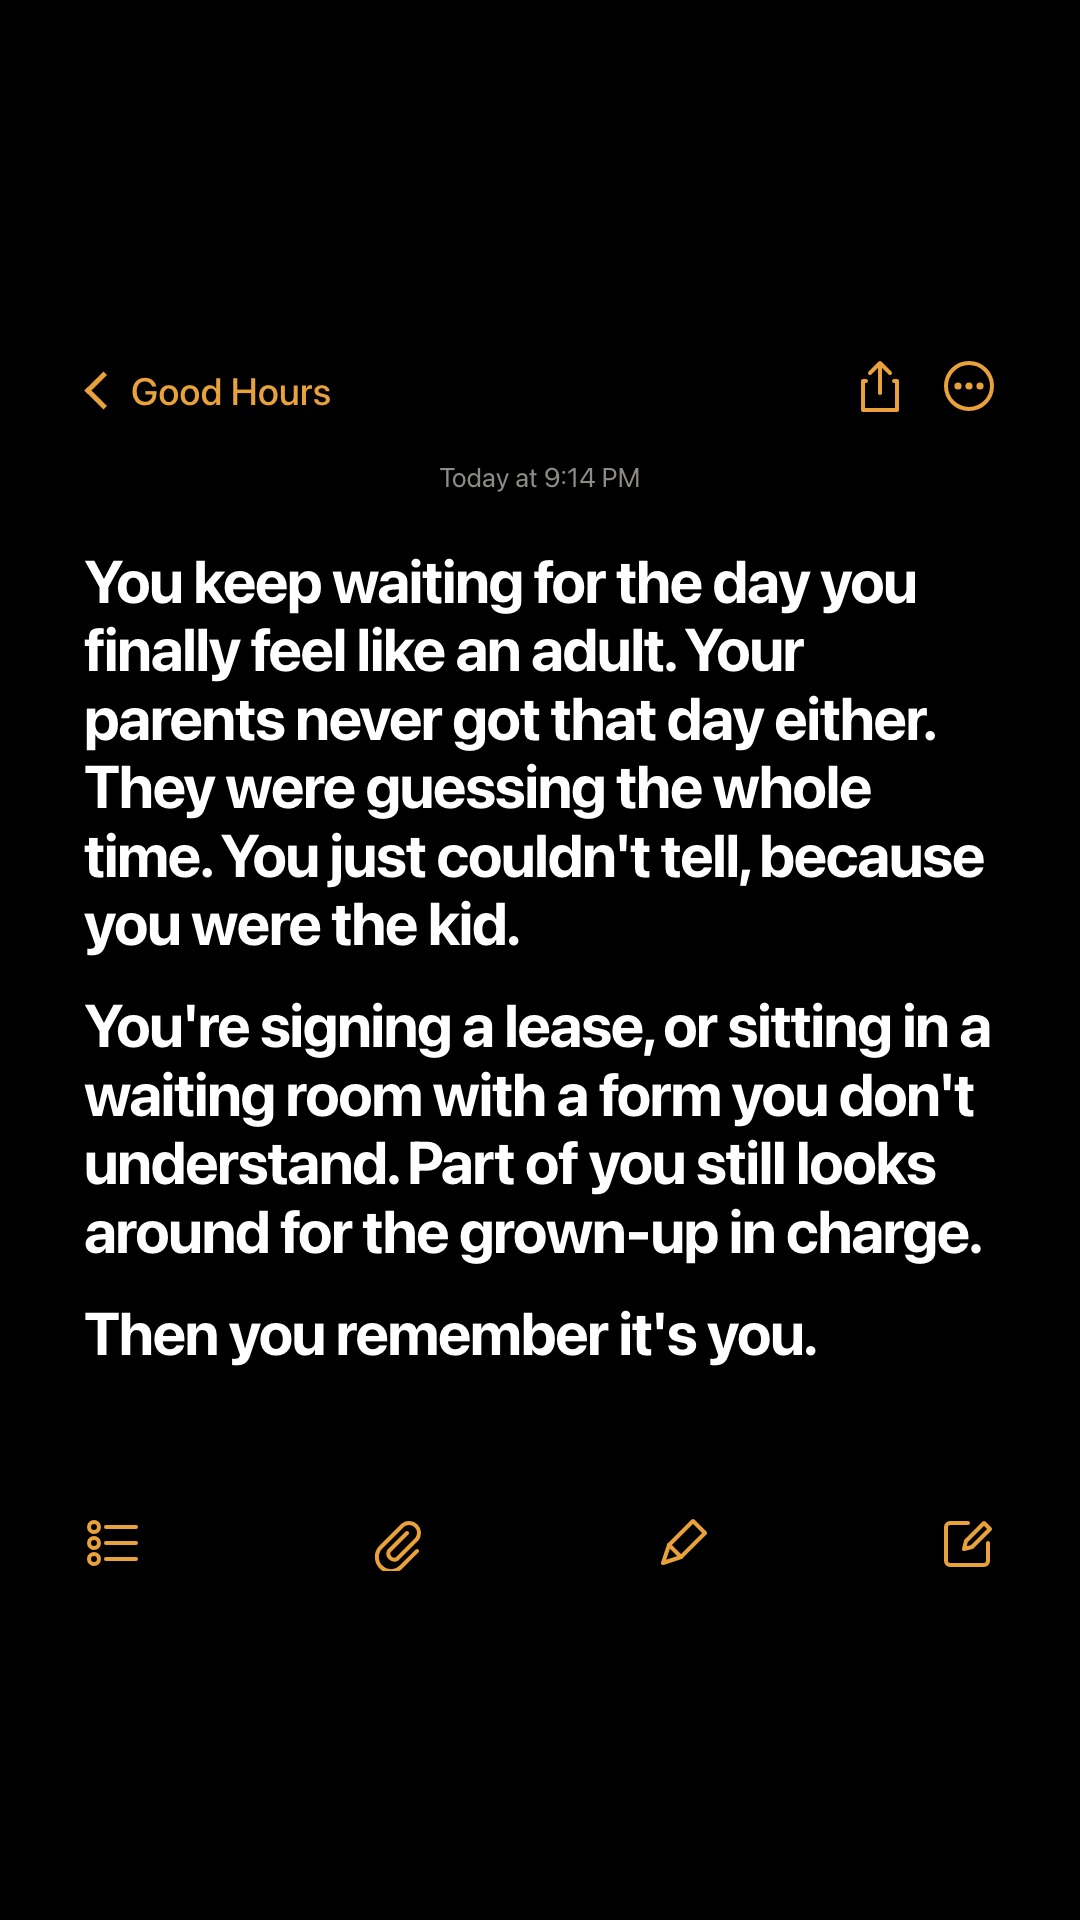 Good Hours
Today at 9:14 PM
You keep waiting for the day you
finally feel like an adult. Your
parents never got that day either.
They were guessing the whole
time. You just couldn't tell, because
you were the kid.
You're signing a lease, or sitting in a
waiting room with a form you don't
understand. Part of you still looks
around for the grown-up in charge.
Then you remember it's you.